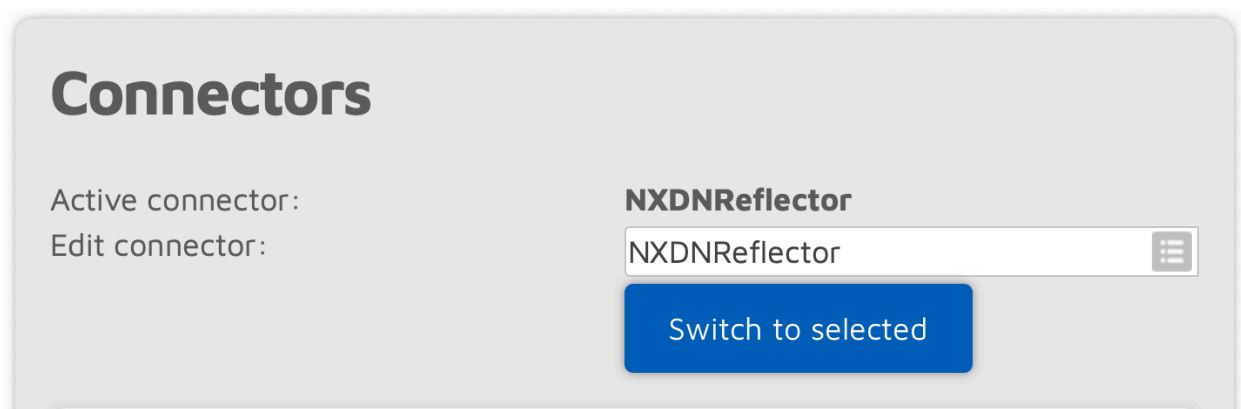 Connectors
Active connector: NXDNReflector
Edit connector: NXDNReflector
Switch to selected